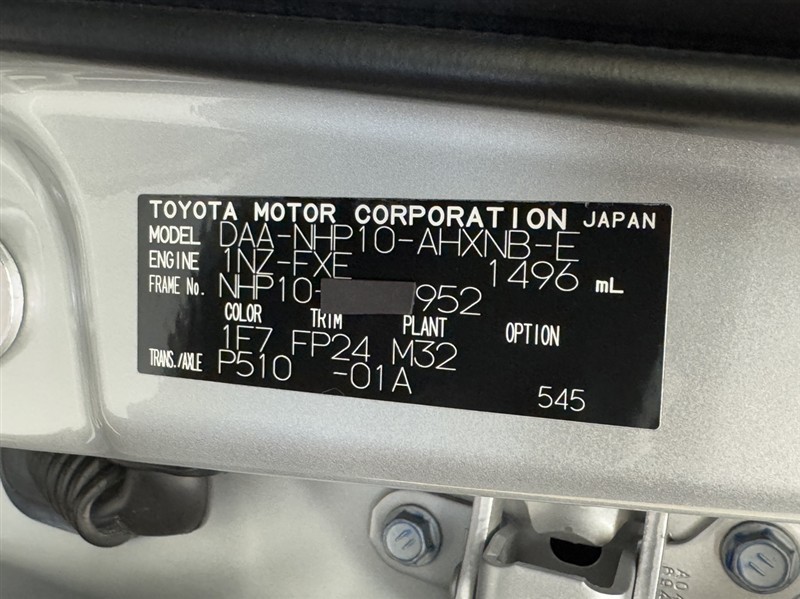 TOYOTA MOTOR CORPORATION JAPAN
MODEL DAA-NHP10-AHXNB-E
ENGINE 1NZ-FXE 1496 mL
FRAME No. NHP10- 952
COLOR TRIM PLANT OPTION
1F7 FP24 M32
TRANS./AXLE P510 -01A
545